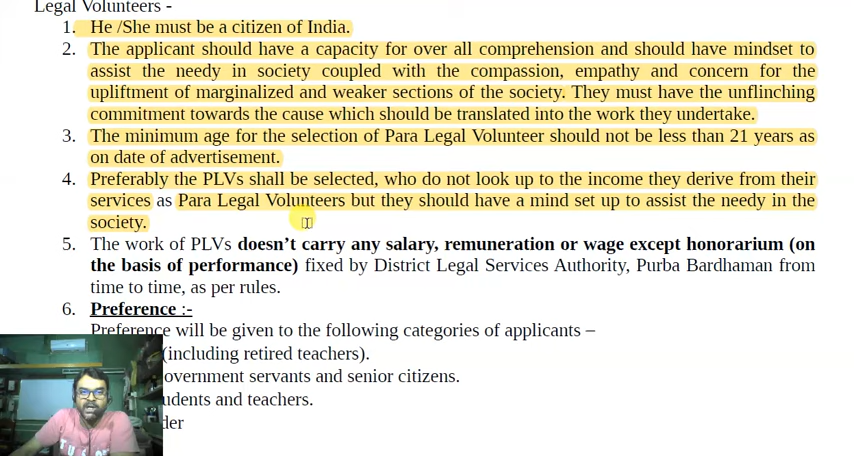 Legal Volunteers -
1. He /She must be a citizen of India.
2. The applicant should have a capacity for over all comprehension and should have mindset to
assist the needy in society coupled with the compassion, empathy and concern for the
upliftment of marginalized and weaker sections of the society. They must have the unflinching
commitment towards the cause which should be translated into the work they undertake.
3. The minimum age for the selection of Para Legal Volunteer should not be less than 21 years as
on date of advertisement.
4. Preferably the PLVs shall be selected, who do not look up to the income they derive from their
services as Para Legal Volunteers but they should have a mind set up to assist the needy in the
society.
5. The work of PLVs doesn’t carry any salary, remuneration or wage except honorarium (on
the basis of performance) fixed by District Legal Services Authority, Purba Bardhaman from
time to time, as per rules.
6. Preference :-
Preference will be given to the following categories of applicants –
(including retired teachers).
servants and senior citizens.
and teachers.